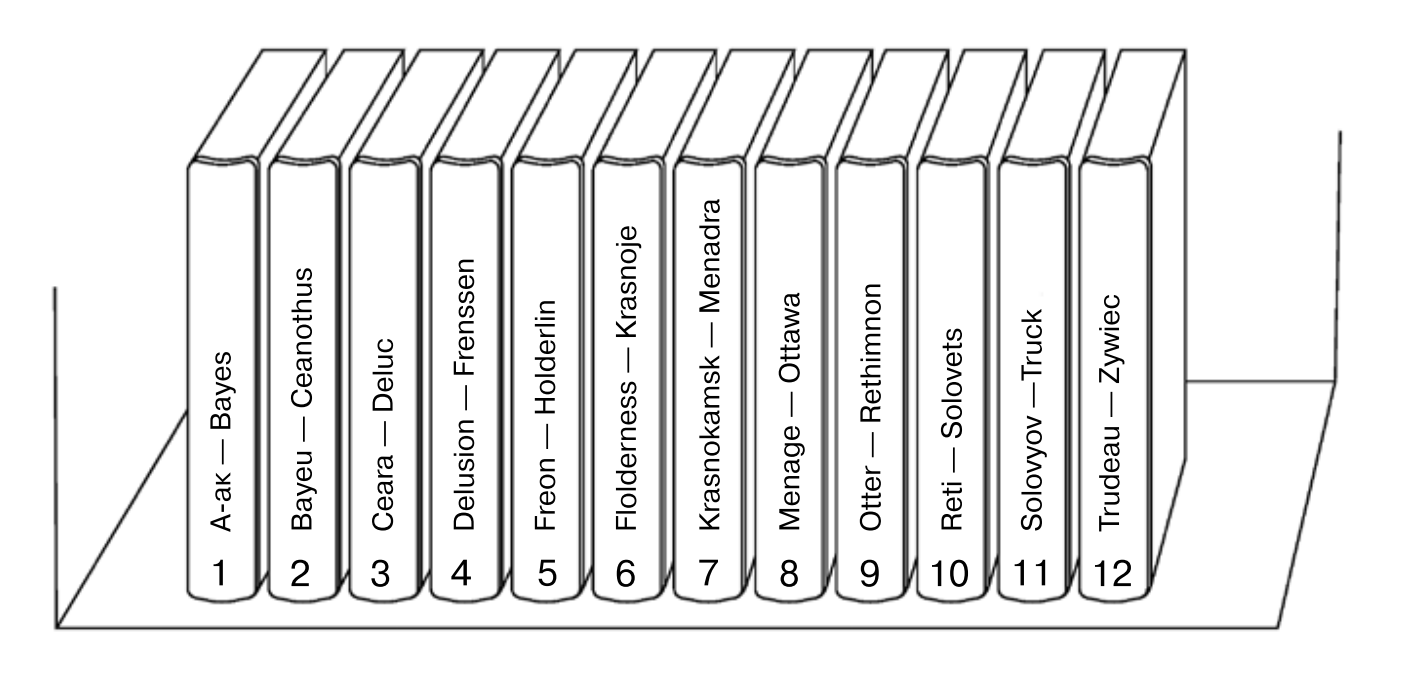 A-aк — Bayes
1
Bayeu — Ceanothus
2
Ceara — Deluc
3
Delusion — Frenssen
4
Freon — Holderlin
5
Flolderness — Krasnoje
6
Krasnokamsk — Menadra
7
Menage — Ottawa
8
Otter — Rethimnon
9
Reti — Solovets
10
Solovyov —Truck
11
Trudeau — Zywiec
12